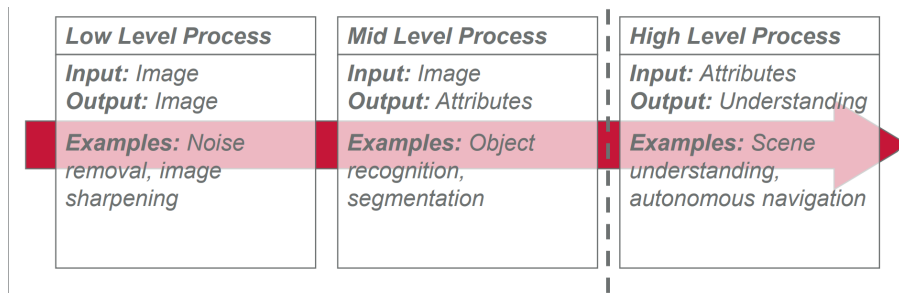 Low Level Process
Input: Image
Output: Image
Examples: Noise
removal, image
sharpening
Mid Level Process
Input: Image
Output: Attributes
Examples: Object
recognition,
segmentation
High Level Process
Input: Attributes
Output: Understanding
Examples: Scene
understanding,
autonomous navigation